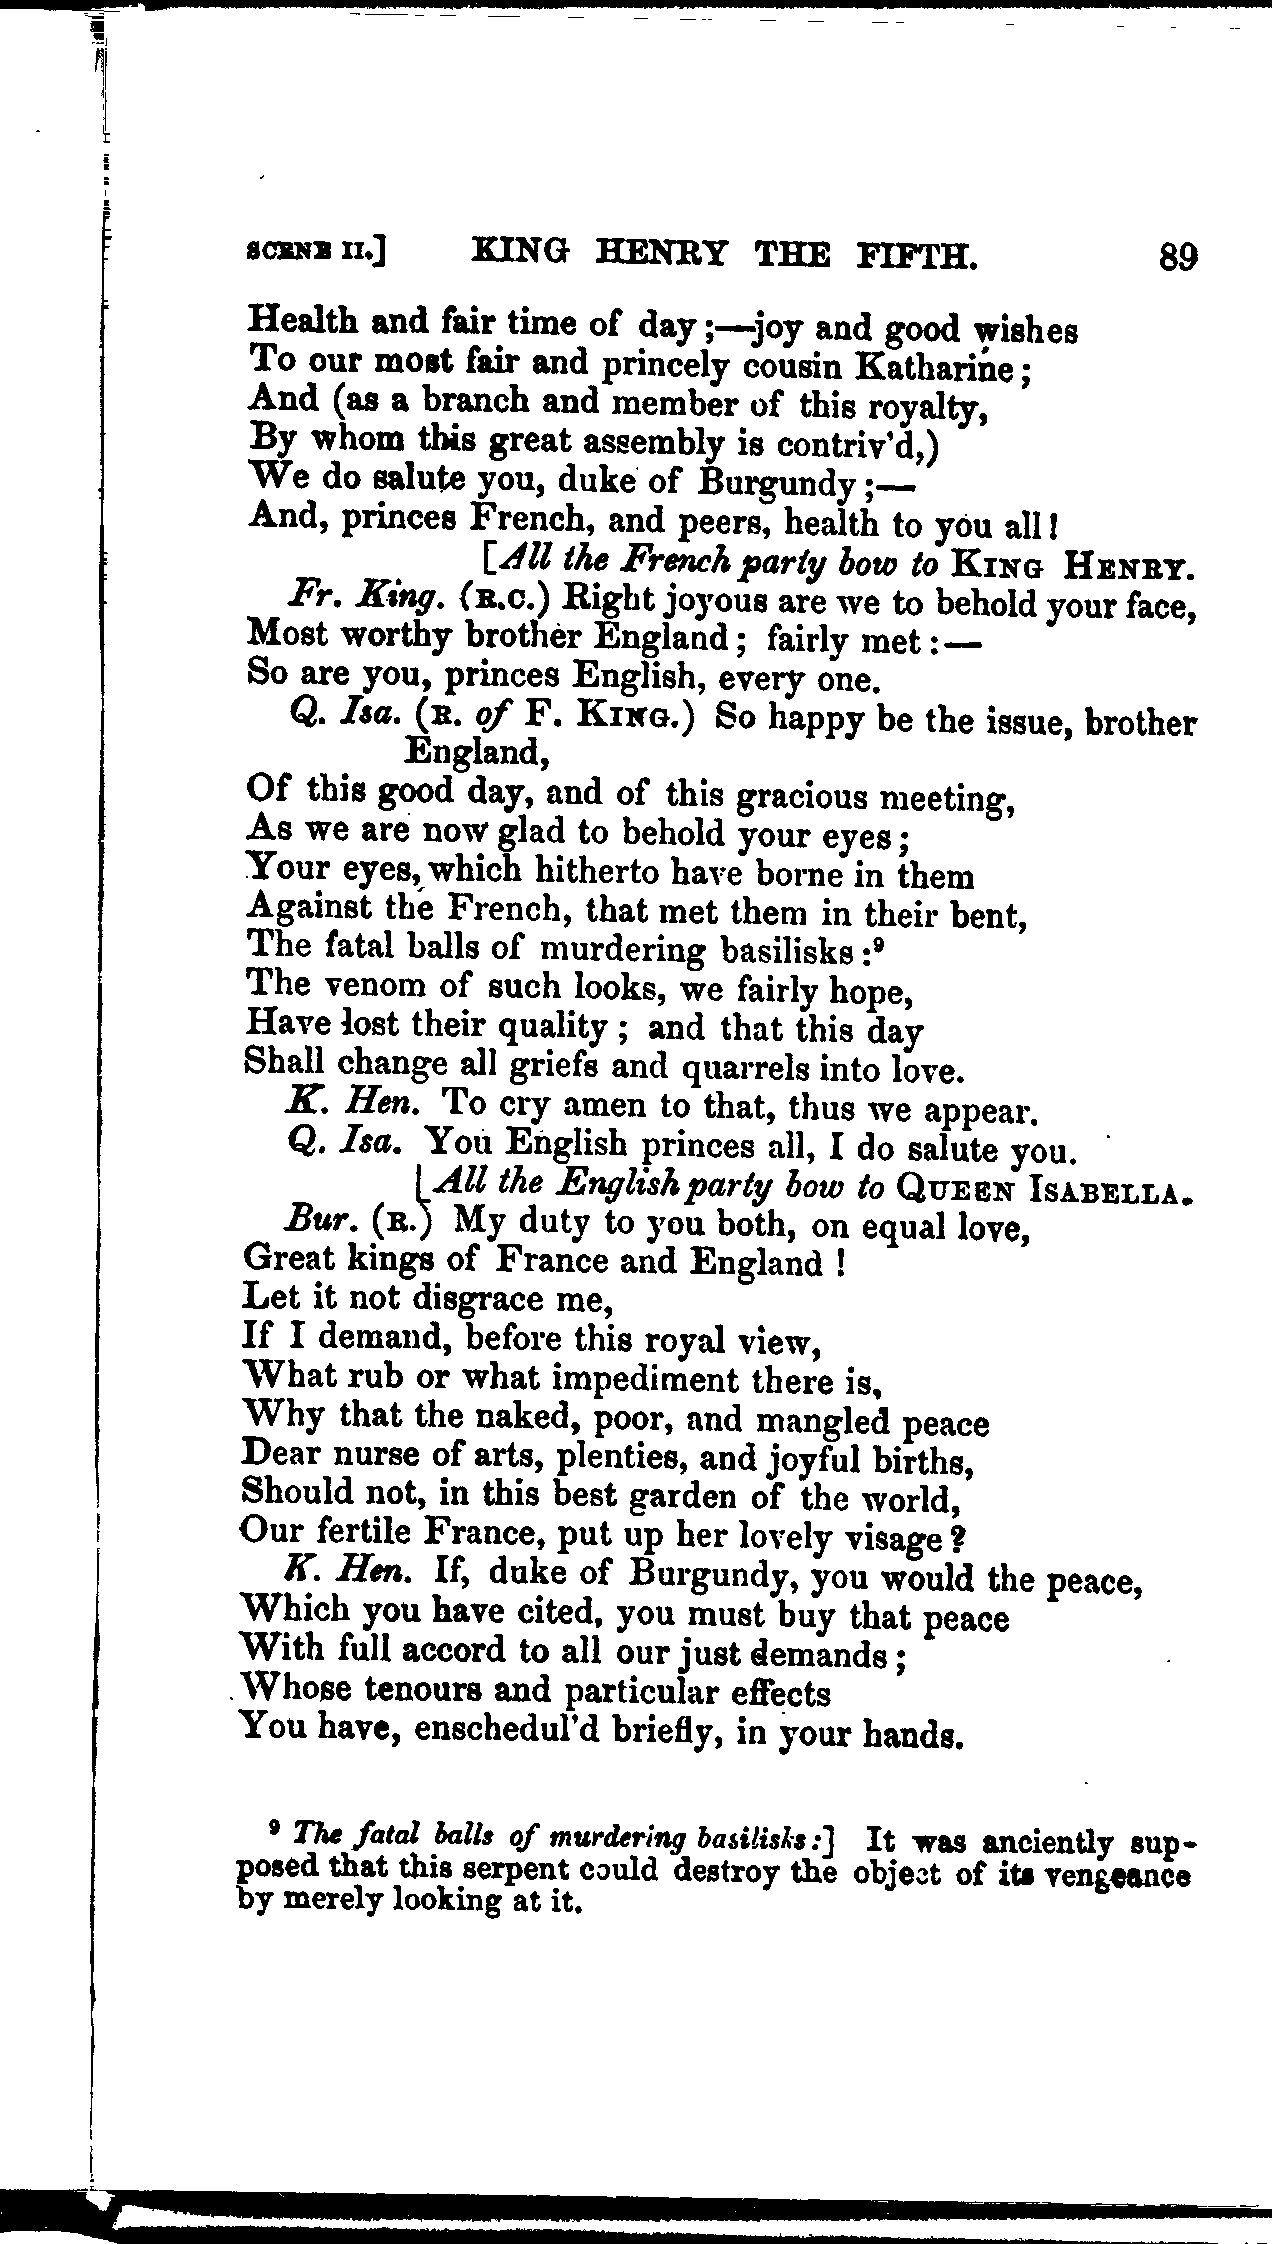 SCENE II.] KING HENRY THE FIFTH. 89
Health and fair time of day;—joy and good wishes
To our most fair and princely cousin Katharine;
And (as a branch and member of this royalty,
By whom this great assembly is contriv'd,)
We do salute you, duke of Burgundy;—
And, princes French, and peers, health to you all!
[All the French party bow to KING HENRY.
Fr. King. (R.C.) Right joyous are we to behold your face,
Most worthy brother England; fairly met:—
So are you, princes English, every one.
Q. Isa. (R. of F. KING.) So happy be the issue, brother
England,
Of this good day, and of this gracious meeting,
As we are now glad to behold your eyes;
Your eyes, which hitherto have borne in them
Against the French, that met them in their bent,
The fatal balls of murdering basilisks:⁹
The venom of such looks, we fairly hope,
Have lost their quality; and that this day
Shall change all griefs and quarrels into love.
K. Hen. To cry amen to that, thus we appear.
Q. Isa. You English princes all, I do salute you.
[All the English party bow to QUEEN ISABELLA.
Bur. (R.) My duty to you both, on equal love,
Great kings of France and England!
Let it not disgrace me,
If I demand, before this royal view,
What rub or what impediment there is,
Why that the naked, poor, and mangled peace
Dear nurse of arts, plenties, and joyful births,
Should not, in this best garden of the world,
Our fertile France, put up her lovely visage?
K. Hen. If, duke of Burgundy, you would the peace,
Which you have cited, you must buy that peace
With full accord to all our just demands;
Whose tenours and particular effects
You have, enschedul'd briefly, in your hands.
⁹ The fatal balls of murdering basilisks:] It was anciently sup-
posed that this serpent could destroy the object of its vengeance
by merely looking at it.